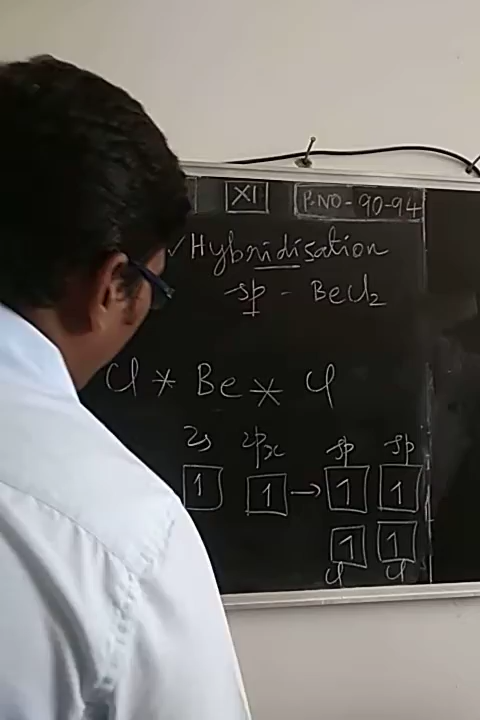 XI P.NO-90-94
✓ Hybridisation
sp - BeCl2
Cl * Be * Cl
2s 2px sp sp
1 1 → 1 1
1 1
Cl Cl